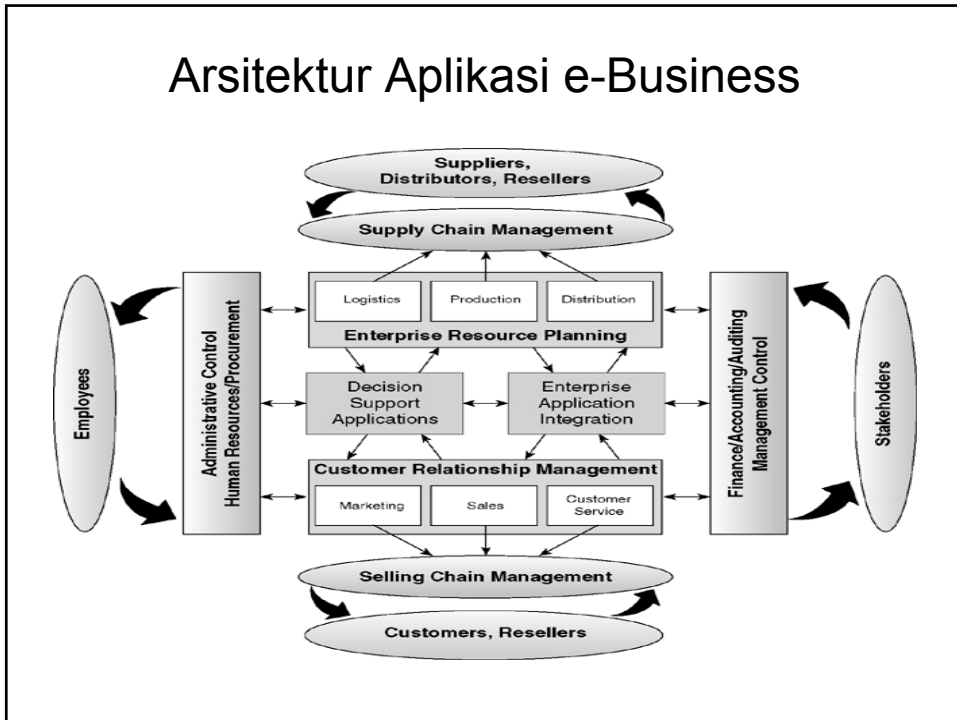 Arsitektur Aplikasi e-Business
Suppliers,
Distributors, Resellers
Supply Chain Management
Employees
Administrative Control
Human Resources/Procurement
Logistics
Production
Distribution
Enterprise Resource Planning
Decision
Support
Applications
Enterprise
Application
Integration
Customer Relationship Management
Marketing
Sales
Customer
Service
Finance/Accounting/Auditing
Management Control
Stakeholders
Selling Chain Management
Customers, Resellers